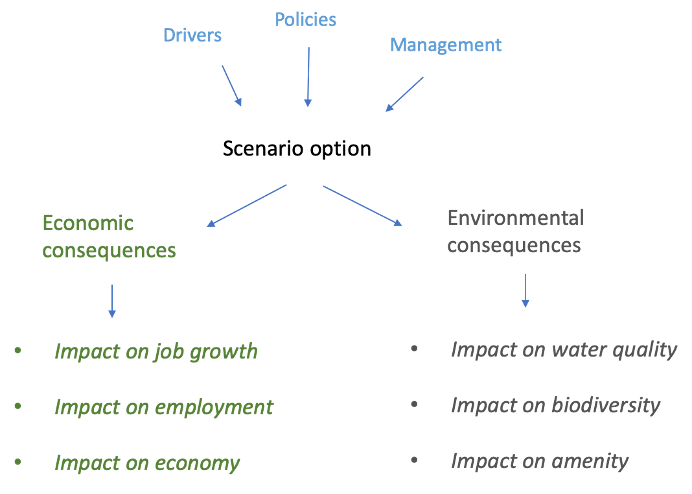 Policies
Drivers
Management
Scenario option
Economic
consequences
Environmental
consequences
• Impact on job growth
• Impact on employment
• Impact on economy
• Impact on water quality
• Impact on biodiversity
• Impact on amenity